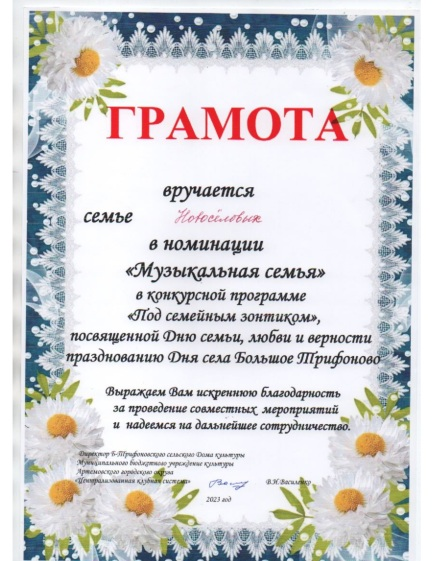 ГРАМОТА
вручается
семье Новосёловых
в номинации
«Музыкальная семья»
в конкурсной программе
«Под семейным зонтиком»,
посвященной Дню семьи, любви и верности
празднованию Дня села Большое Трифоново
Выражаем Вам искреннюю благодарность
за проведение совместных мероприятий
и надеемся на дальнейшее сотрудничество.
Директор Б-Трифоновского сельского Дома культуры
Муниципального бюджетного учреждение культуры
Артемовского городского округа
«Централизованная клубная система» В.Н.Василенко
2023 год